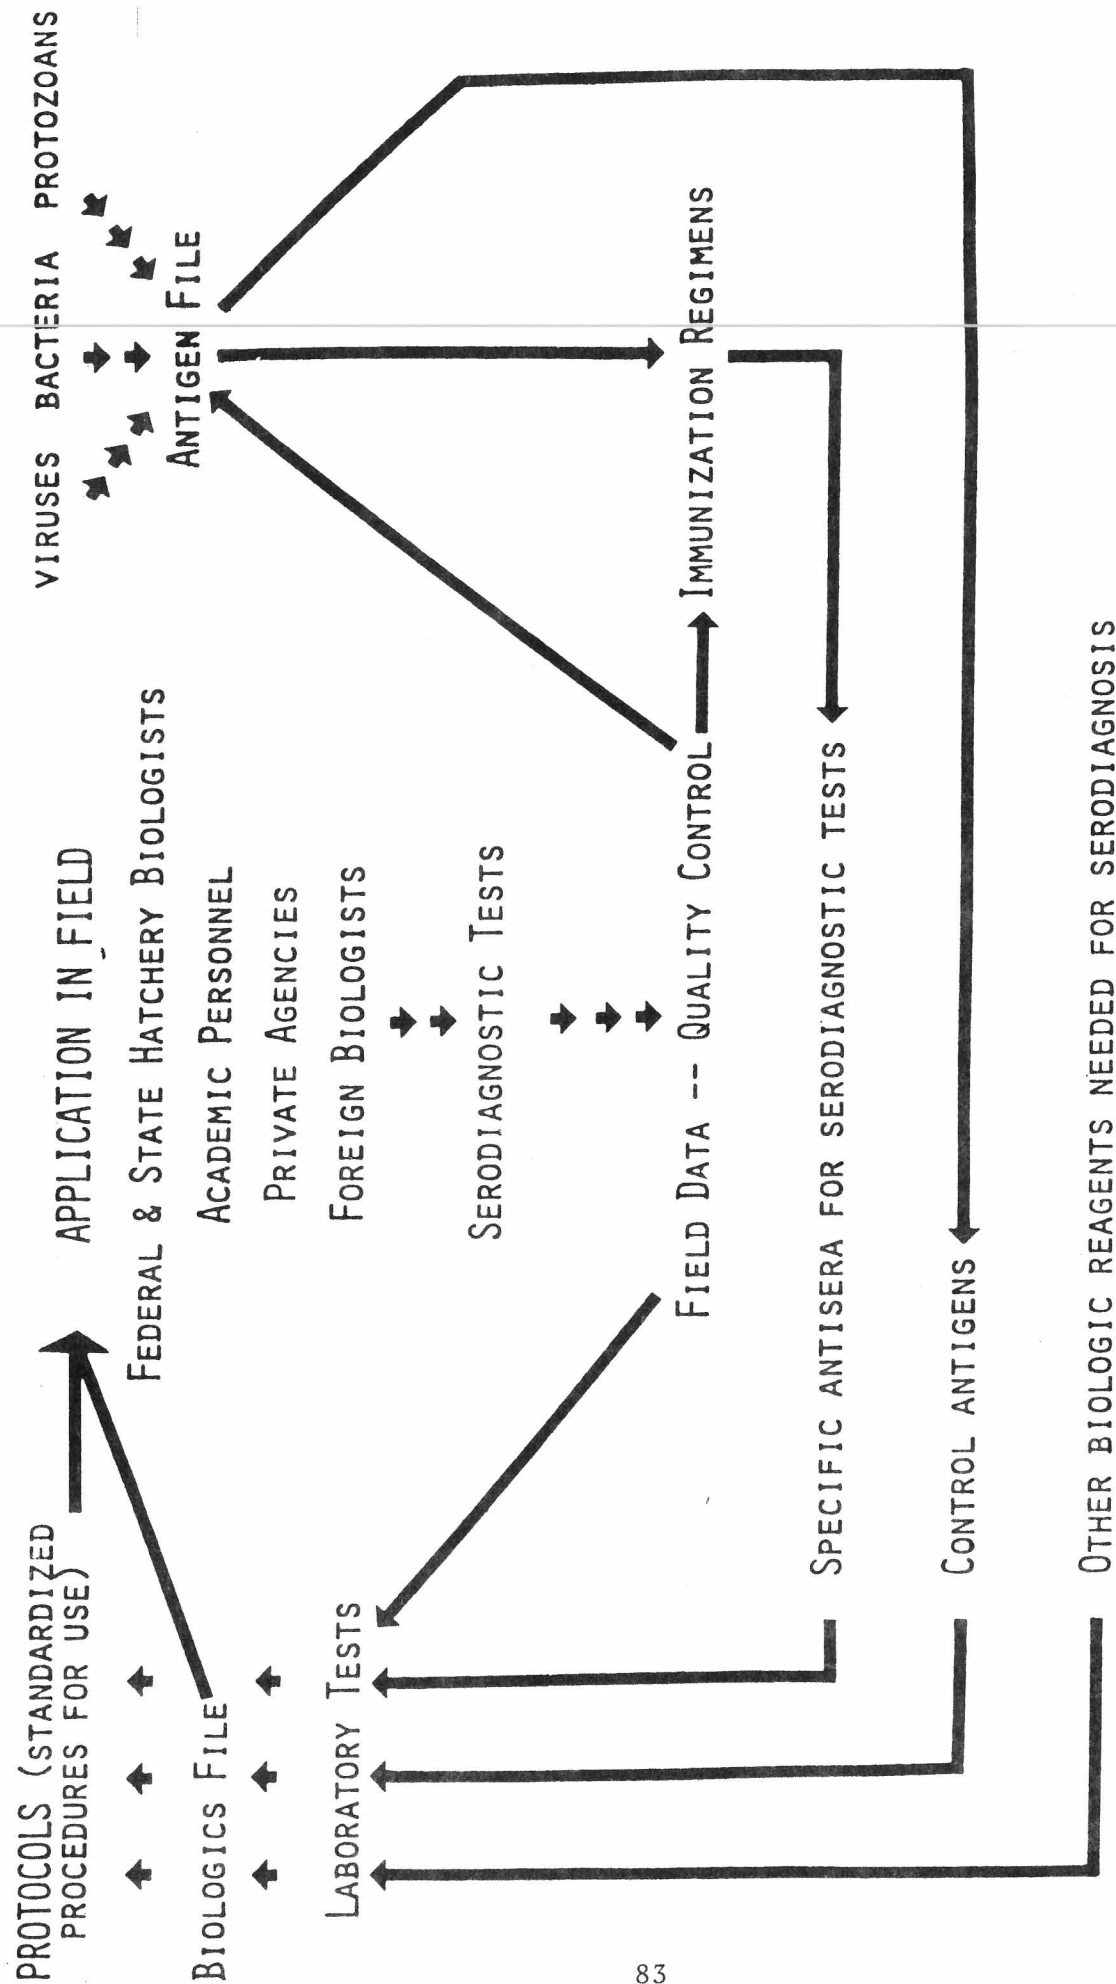 PROTOCOLS (STANDARDIZED
PROCEDURES FOR USE)
BIOLOGICS FILE
LABORATORY TESTS
APPLICATION IN FIELD
FEDERAL & STATE HATCHERY BIOLOGISTS
ACADEMIC PERSONNEL
PRIVATE AGENCIES
FOREIGN BIOLOGISTS
SERODIAGNOSTIC TESTS
VIRUSES BACTERIA PROTOZOANS
ANTIGEN FILE
FIELD DATA -- QUALITY CONTROL
IMMUNIZATION REGIMENS
SPECIFIC ANTISERA FOR SERODIAGNOSTIC TESTS
CONTROL ANTIGENS
OTHER BIOLOGIC REAGENTS NEEDED FOR SERODIAGNOSIS
83